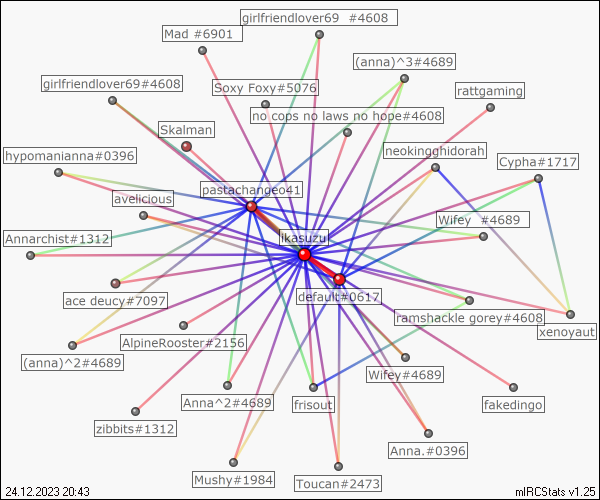 girlfriendlover69  #4608
Mad #6901
(anna)^3#4689
girlfriendlover69#4608
Soxy Foxy#5076
rattgaming
no cops no laws no hope#4608
Skalman
neokingghidorah
hypomanianna#0396
Cypha#1717
pastachangeo41
avelicious
Wifey  #4689
Annarchist#1312
ikasuzu
default#0617
ace deucy#7097
ramshackle gorey#4608
xenoyaut
AlpineRooster#2156
(anna)^2#4689
Wifey#4689
Anna^2#4689
frisout
fakedingo
zibbits#1312
Anna.#0396
Mushy#1984
Toucan#2473
24.12.2023 20:43
mIRCStats v1.25